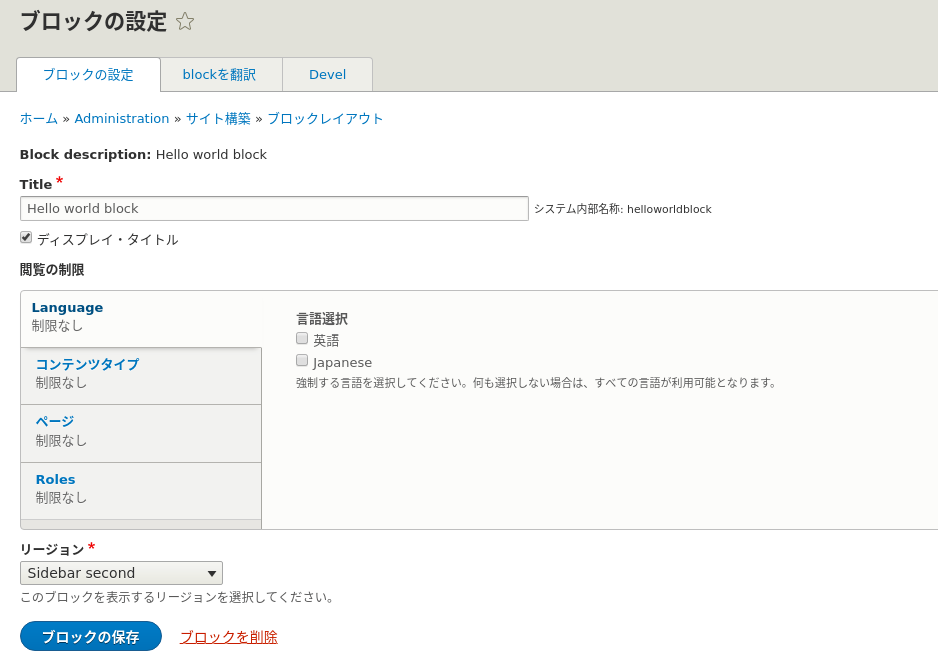 ブロックの設定
ブロックの設定 blockを翻訳 Devel
ホーム » Administration » サイト構築 » ブロックレイアウト
Block description: Hello world block
Title *
Hello world block システム内部名称: helloworldblock
ディスプレイ・タイトル
閲覧の制限
Language
制限なし
コンテンツタイプ
制限なし
ページ
制限なし
Roles
制限なし
言語選択
英語
Japanese
強制する言語を選択してください。何も選択しない場合は、すべての言語が利用可能となります。
リージョン *
Sidebar second
このブロックを表示するリージョンを選択してください。
ブロックの保存 ブロックを削除